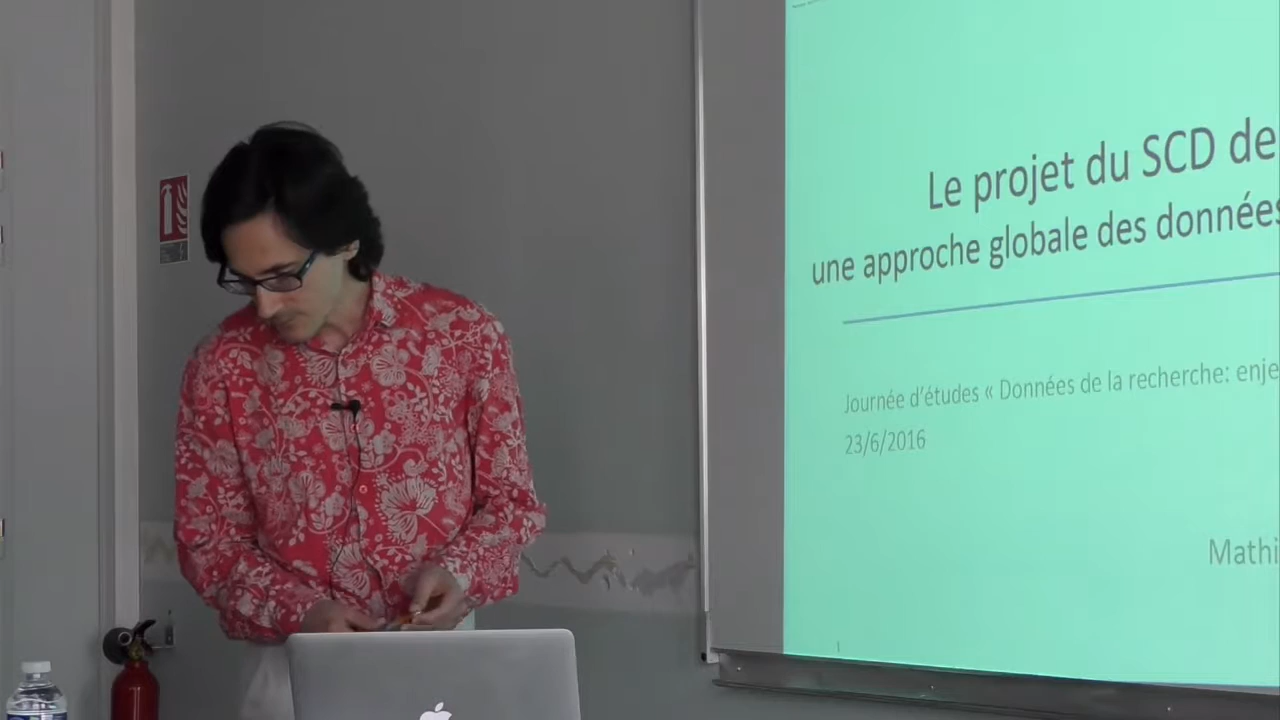 Le projet du SCD de
une approche globale des données
Journée d'études « Données de la recherche: enje
23/6/2016
Mathi